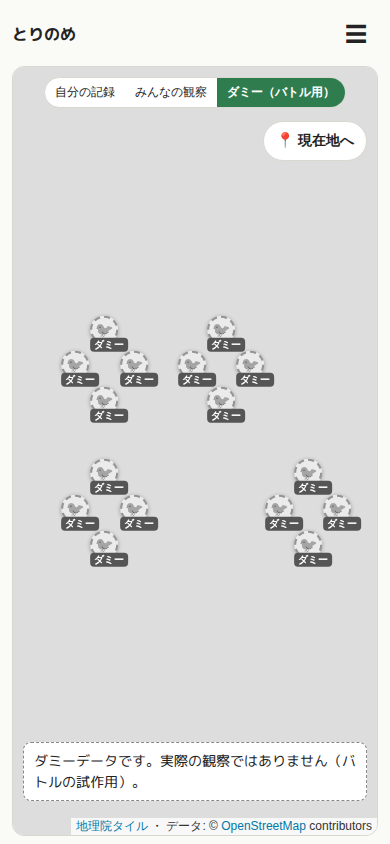 とりのめ
自分の記録 みんなの観察 ダミー（バトル用）
📍 現在地へ
ダミー ダミー
ダミー ダミー ダミー ダミー
ダミー ダミー
ダミー ダミー
ダミー ダミー ダミー ダミー
ダミー ダミー
ダミーデータです。実際の観察ではありません（バ
トルの試作用）。
地理院タイル ・ データ: © OpenStreetMap contributors